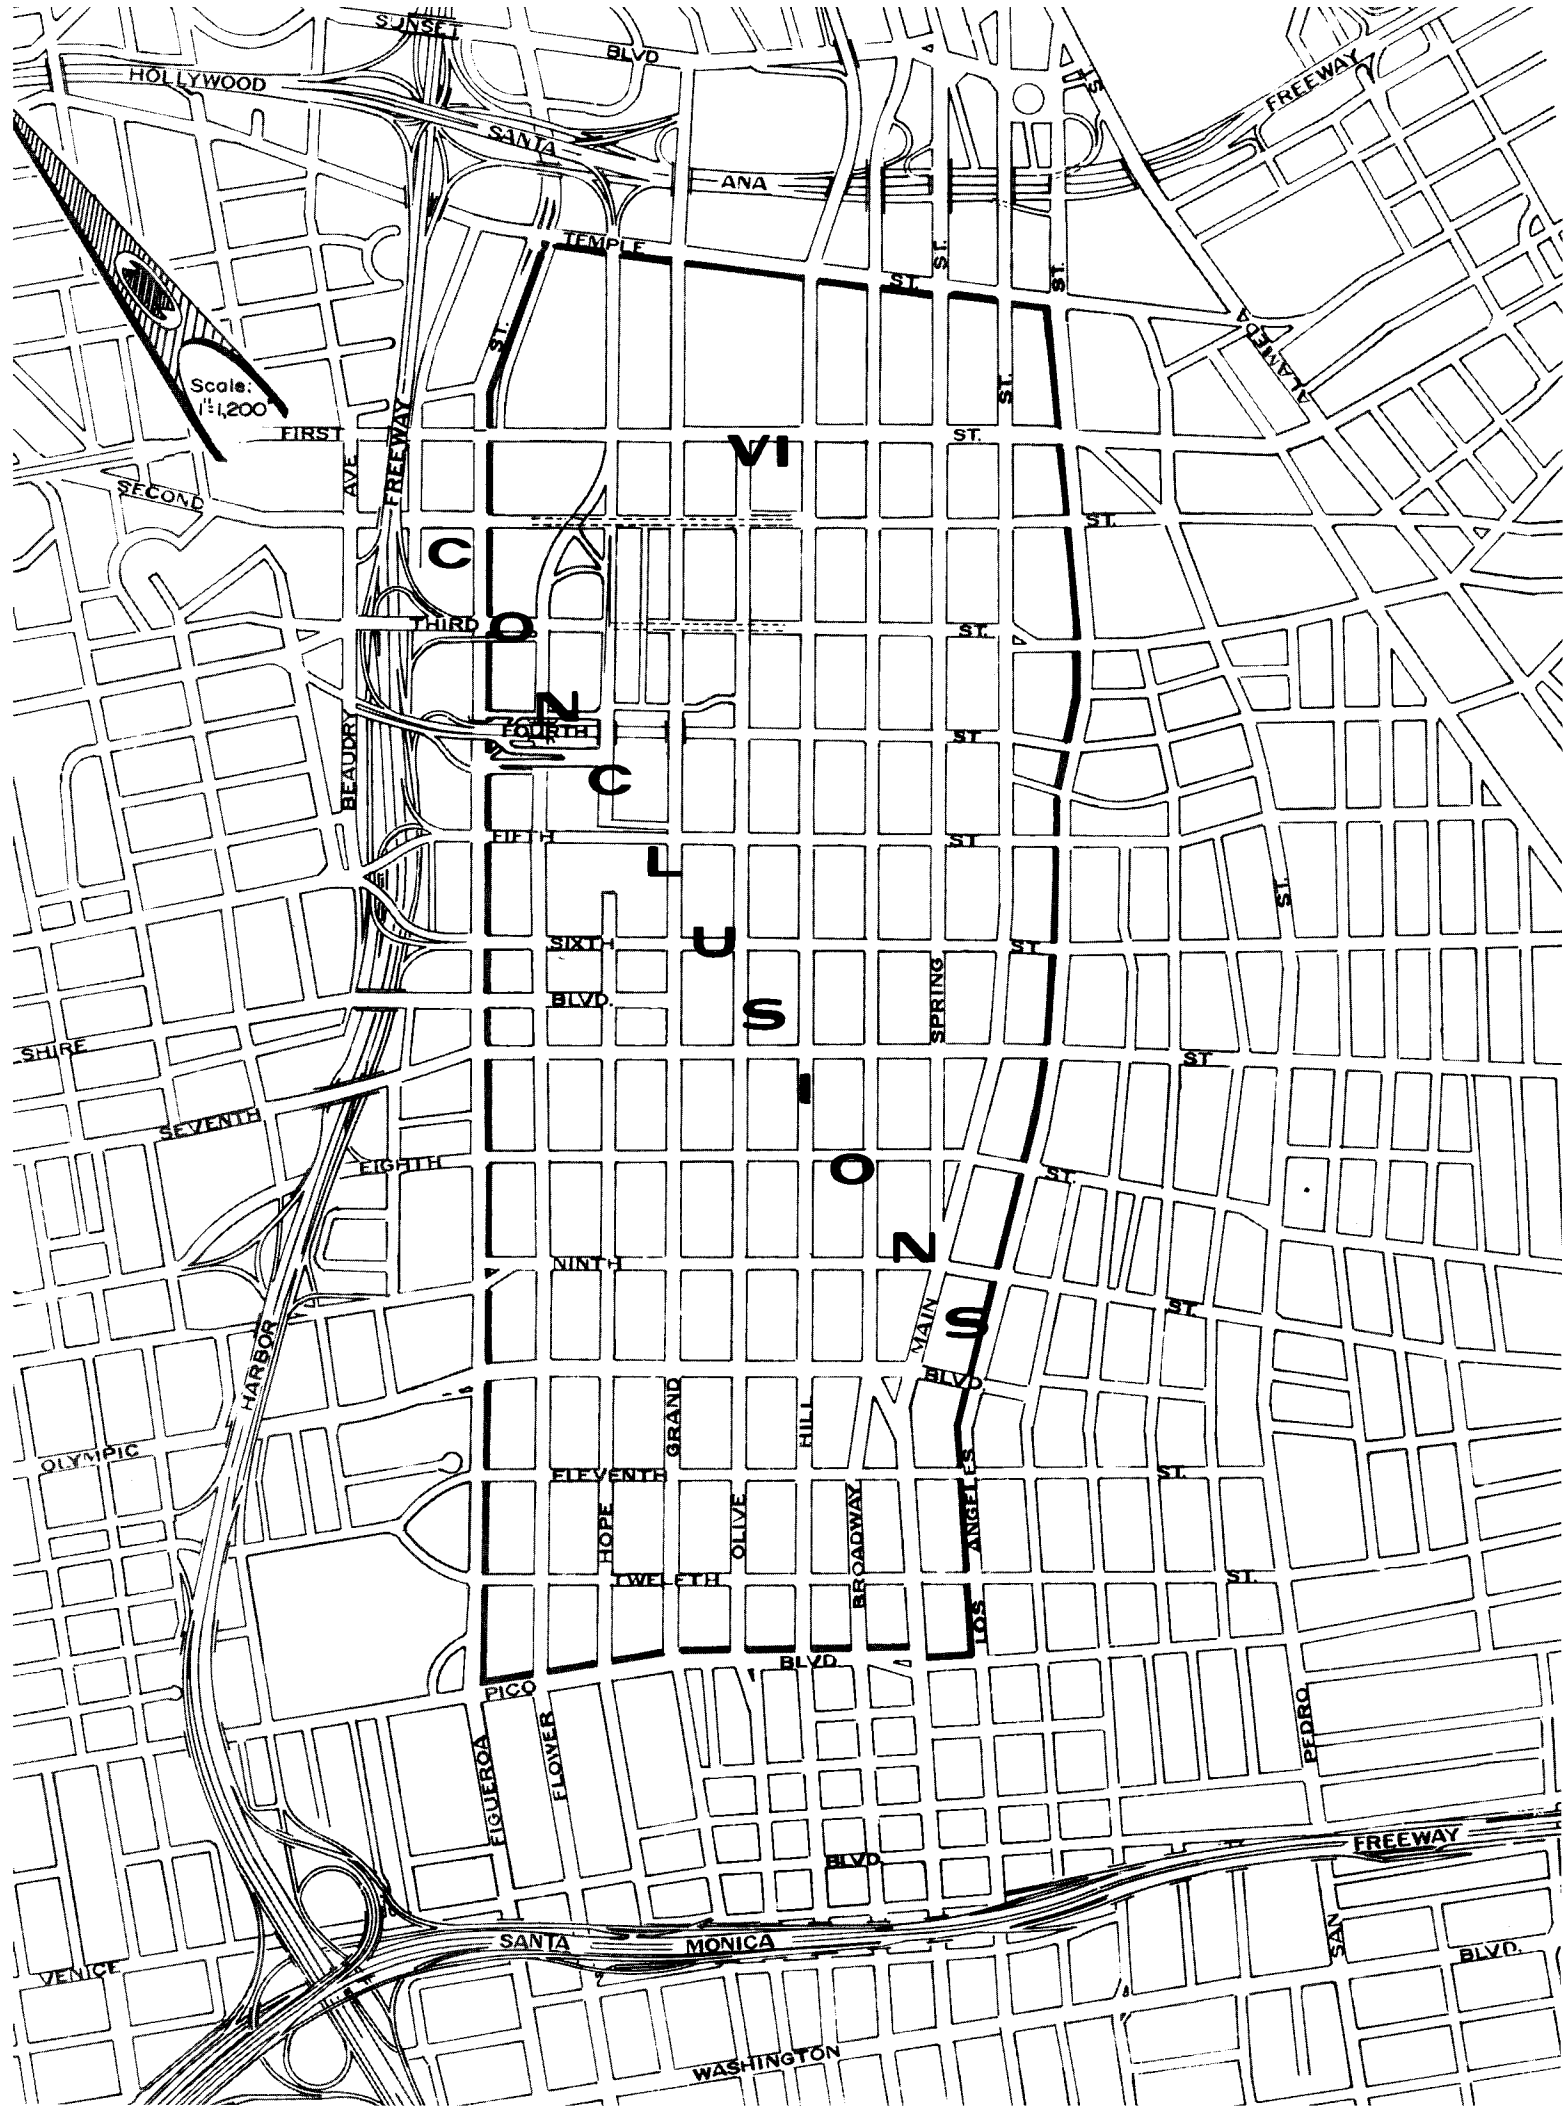 SUNSET
BLVD
HOLLYWOOD
FREEWAY
ST
SANTA
ANA
TEMPLE
ST.
ST.
ST.
ST.
Scale:
1"=1,200'
ALAMEDA
ST.
FIRST
VI
ST.
AVE
FREEWAY
SECOND
ST.
C
THIRD
O
ST.
N
FOURTH
ST.
BEAUDRY
C
FIFTH
ST.
L
ST.
SIXTH
U
ST.
SPRING
BLVD.
S
SHIRE
ST.
I
SEVENTH
EIGHTH
O
ST.
N
NINTH
ST.
MAIN
S
HARBOR
BLVD.
GRAND
HILL
OLYMPIC
ELEVENTH
ST.
HOPE
OLIVE
BROADWAY
LOS ANGELES
TWELFTH
ST.
BLVD.
PICO
FIGUEROA
FLOWER
SAN PEDRO
FREEWAY
BLVD.
SANTA
MONICA
VENICE
BLVD.
WASHINGTON